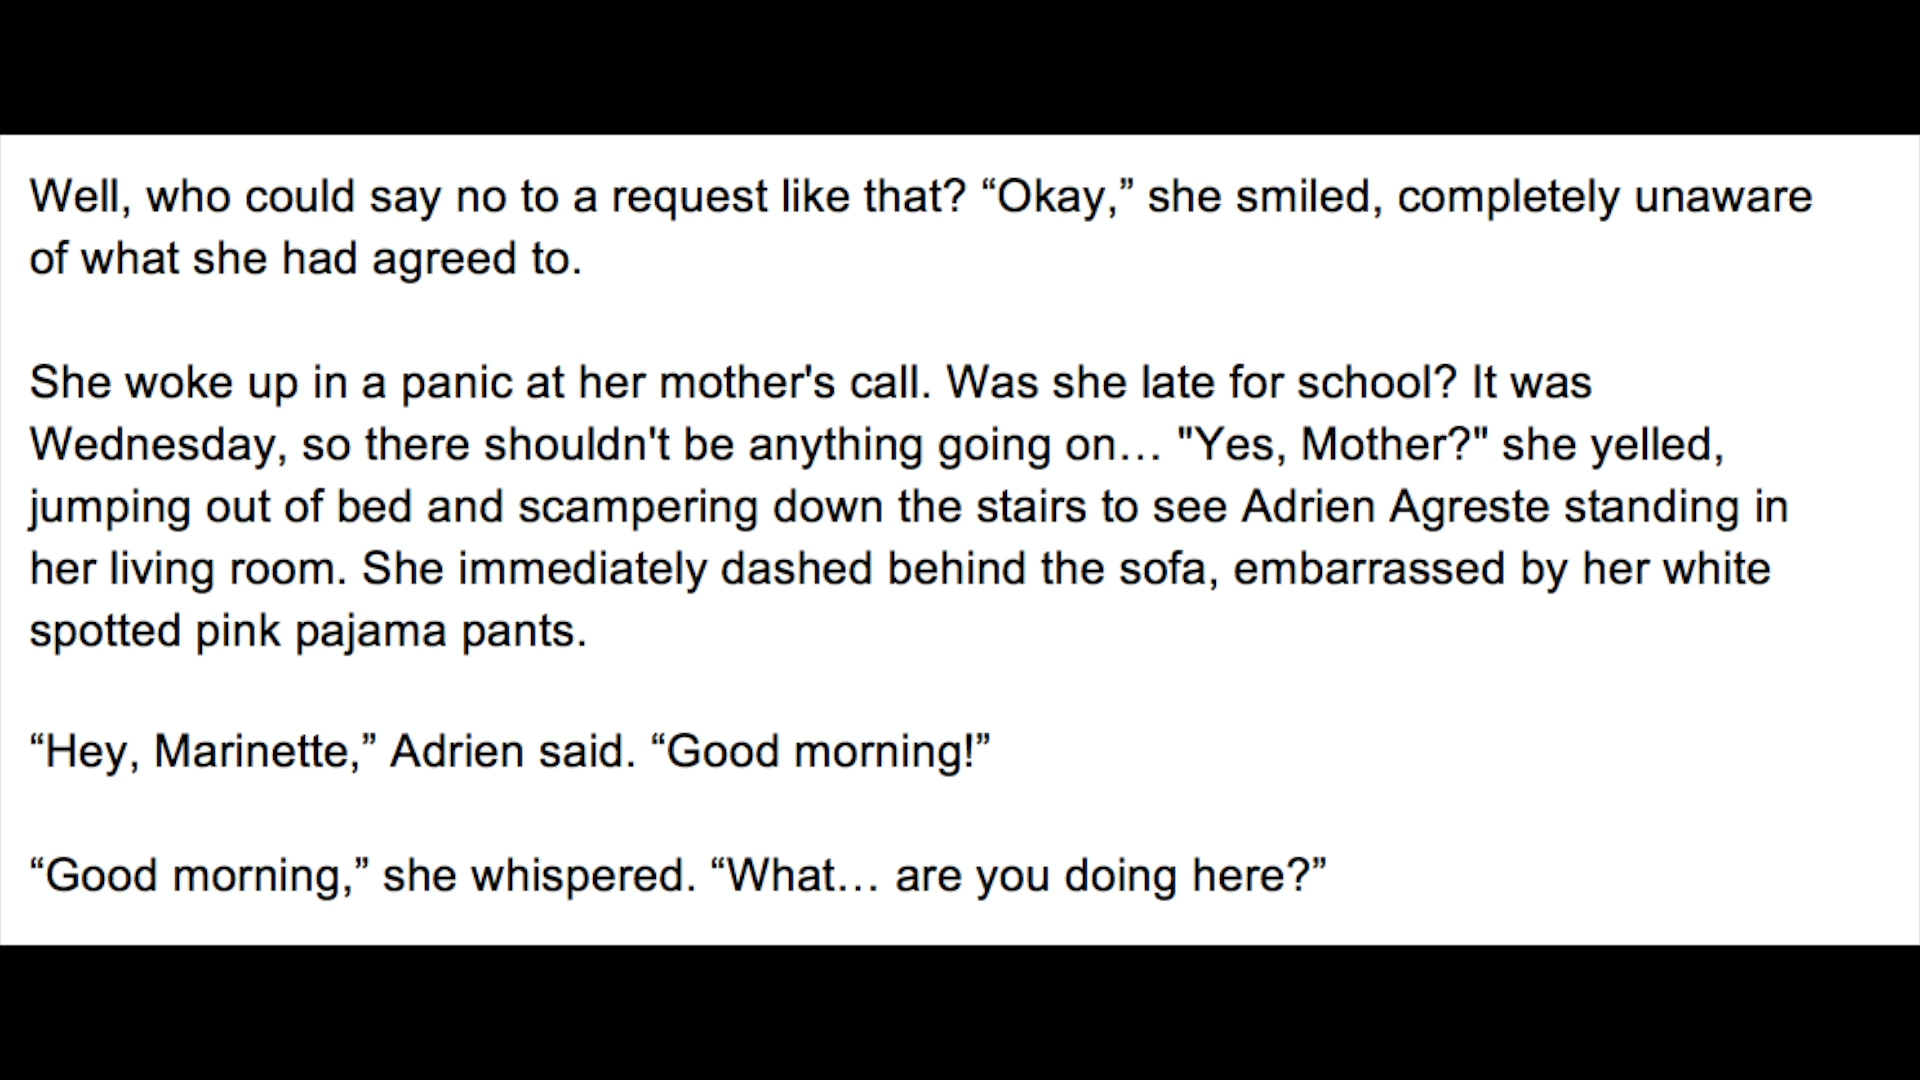 Well, who could say no to a request like that? “Okay,” she smiled, completely unaware
of what she had agreed to.
She woke up in a panic at her mother's call. Was she late for school? It was
Wednesday, so there shouldn't be anything going on… "Yes, Mother?" she yelled,
jumping out of bed and scampering down the stairs to see Adrien Agreste standing in
her living room. She immediately dashed behind the sofa, embarrassed by her white
spotted pink pajama pants.
“Hey, Marinette,” Adrien said. “Good morning!”
“Good morning,” she whispered. “What… are you doing here?”